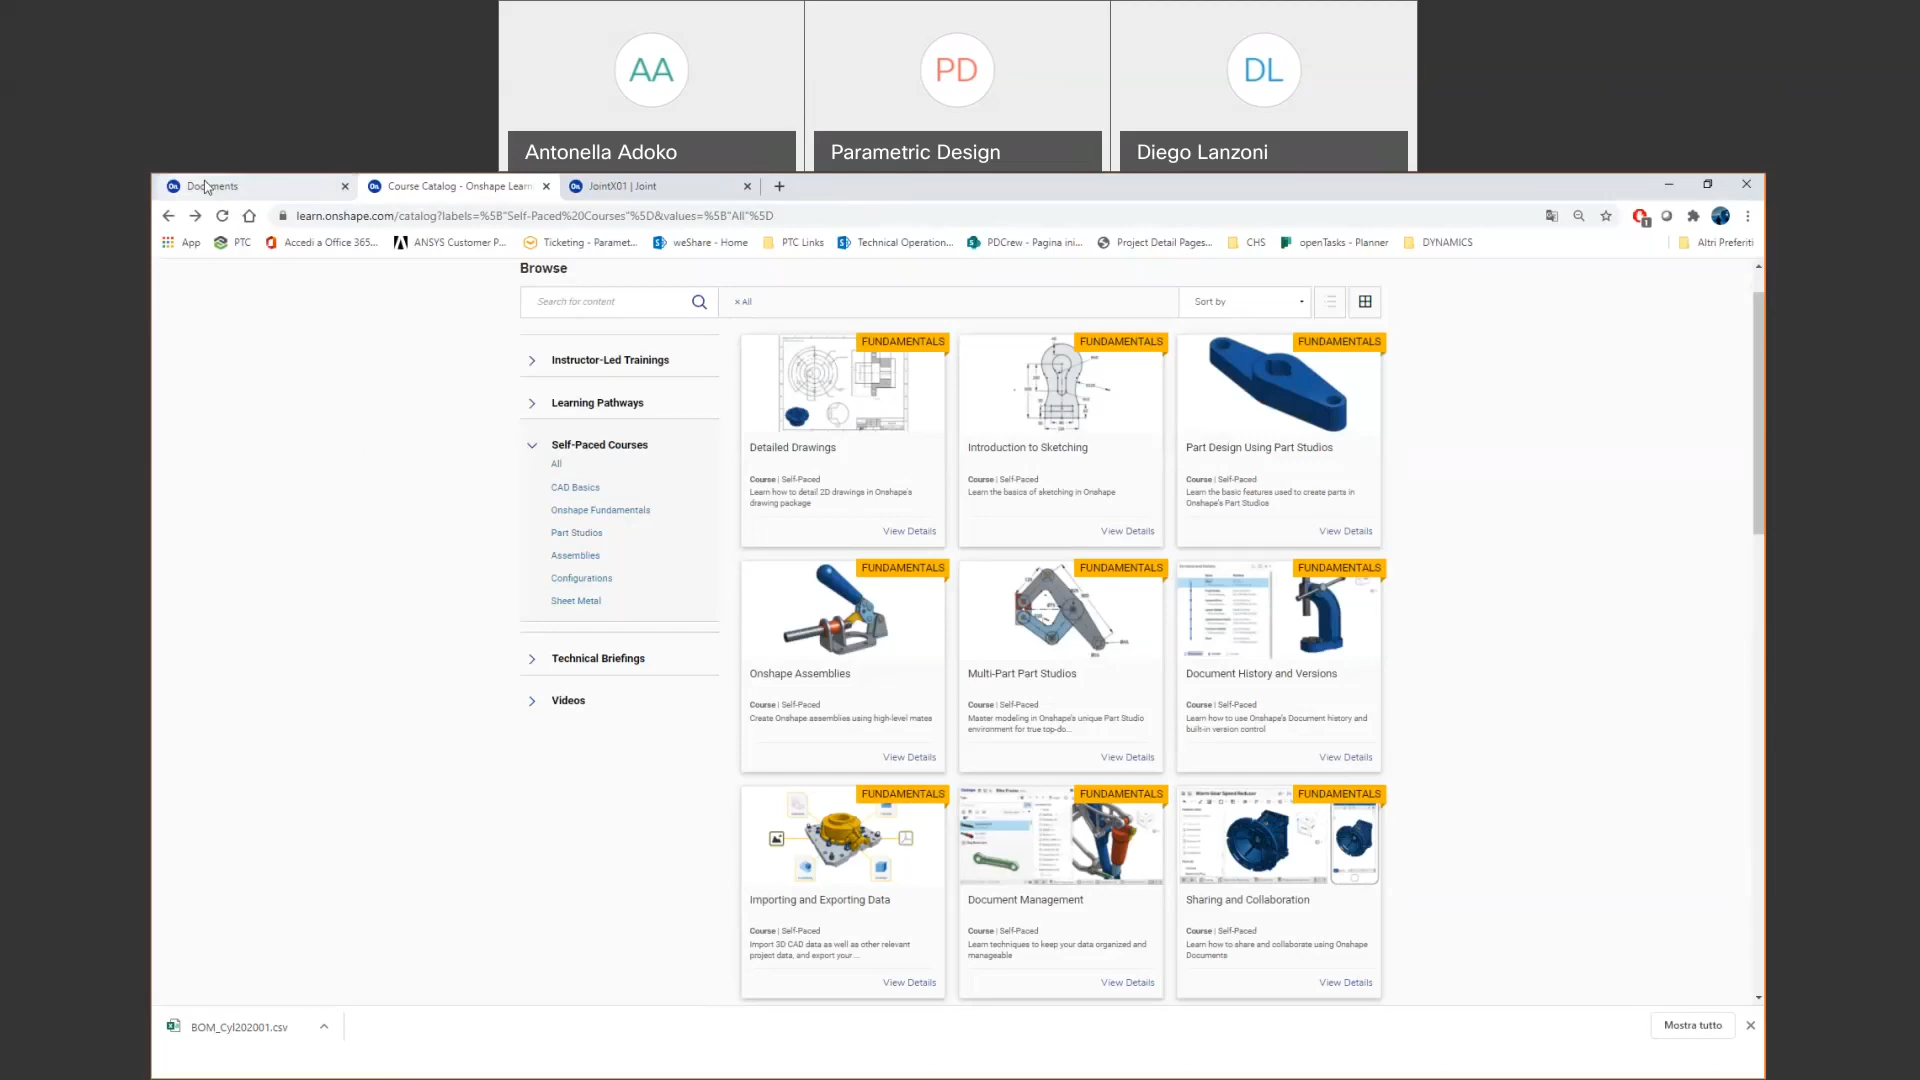 AA
PD
DL
Antonella Adoko
Parametric Design
Diego Lanzoni
Documents
Course Catalog - Onshape Learn
JointX01 | Joint
learn.onshape.com/catalog?labels=%5B"Self-Paced%20Courses"%5D&values=%5B"All"%5D
App
PTC
Accedi a Office 365...
ANSYS Customer P...
Ticketing - Paramet...
weShare - Home
PTC Links
Technical Operation...
PDCrew - Pagina ini...
Project Detail Pages...
CHS
openTasks - Planner
DYNAMICS
Altri Preferiti
Browse
Search for content
× All
Sort by
Instructor-Led Trainings
Learning Pathways
Self-Paced Courses
All
CAD Basics
Onshape Fundamentals
Part Studios
Assemblies
Configurations
Sheet Metal
Technical Briefings
Videos
FUNDAMENTALS
Detailed Drawings
Course | Self-Paced
Learn how to detail 2D drawings in Onshape's
drawing package
View Details
FUNDAMENTALS
Introduction to Sketching
Course | Self-Paced
Learn the basics of sketching in Onshape
View Details
FUNDAMENTALS
Part Design Using Part Studios
Course | Self-Paced
Learn the basic features used to create parts in
Onshape's Part Studios
View Details
FUNDAMENTALS
Onshape Assemblies
Course | Self-Paced
Create Onshape assemblies using high-level mates
View Details
FUNDAMENTALS
Multi-Part Part Studios
Course | Self-Paced
Master modeling in Onshape's unique Part Studio
environment for true top-do...
View Details
FUNDAMENTALS
Document History and Versions
Course | Self-Paced
Learn how to use Onshape's Document history and
built-in version control
View Details
FUNDAMENTALS
Importing and Exporting Data
Course | Self-Paced
Import 3D CAD data as well as other relevant
project data, and export your ...
View Details
FUNDAMENTALS
Document Management
Course | Self-Paced
Learn techniques to keep your data organized and
manageable
View Details
FUNDAMENTALS
Worm Gear Speed Reducer
Sharing and Collaboration
Course | Self-Paced
Learn how to share and collaborate using Onshape
Documents
View Details
BOM_Cyl202001.csv
Mostra tutto